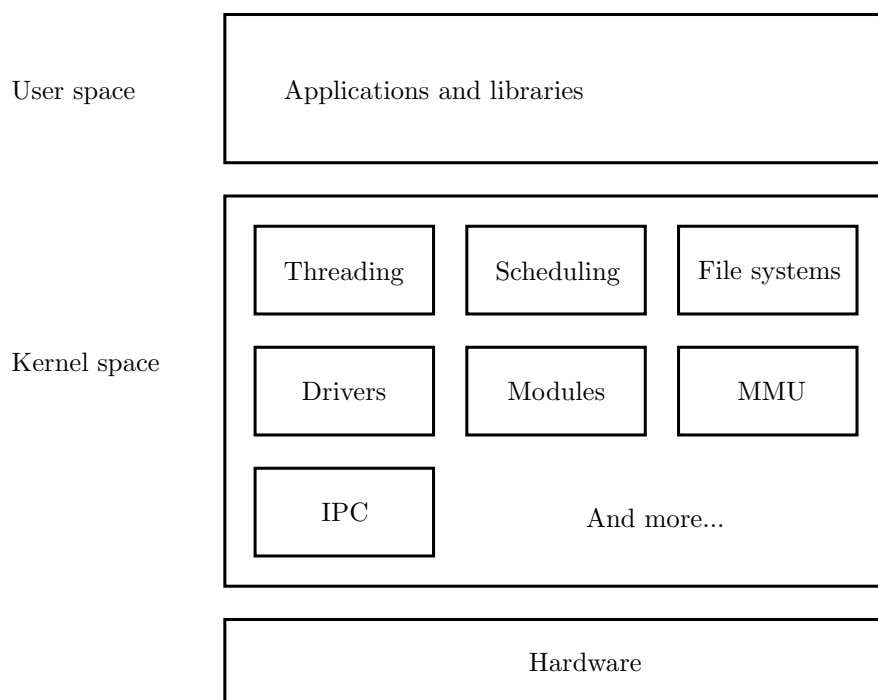 User space
Applications and libraries
Threading
Scheduling
File systems
Kernel space
Drivers
Modules
MMU
IPC
And more...
Hardware